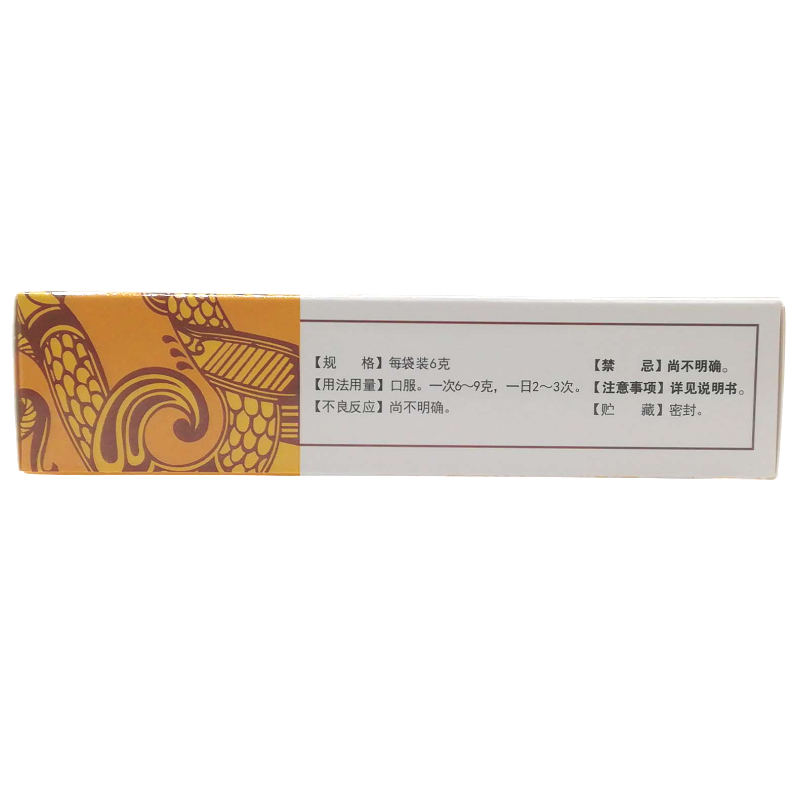 【规　格】每袋装6克
【用法用量】口服。一次6～9克，一日2～3次。
【不良反应】尚不明确。
【禁　忌】尚不明确。
【注意事项】详见说明书。
【贮　藏】密封。